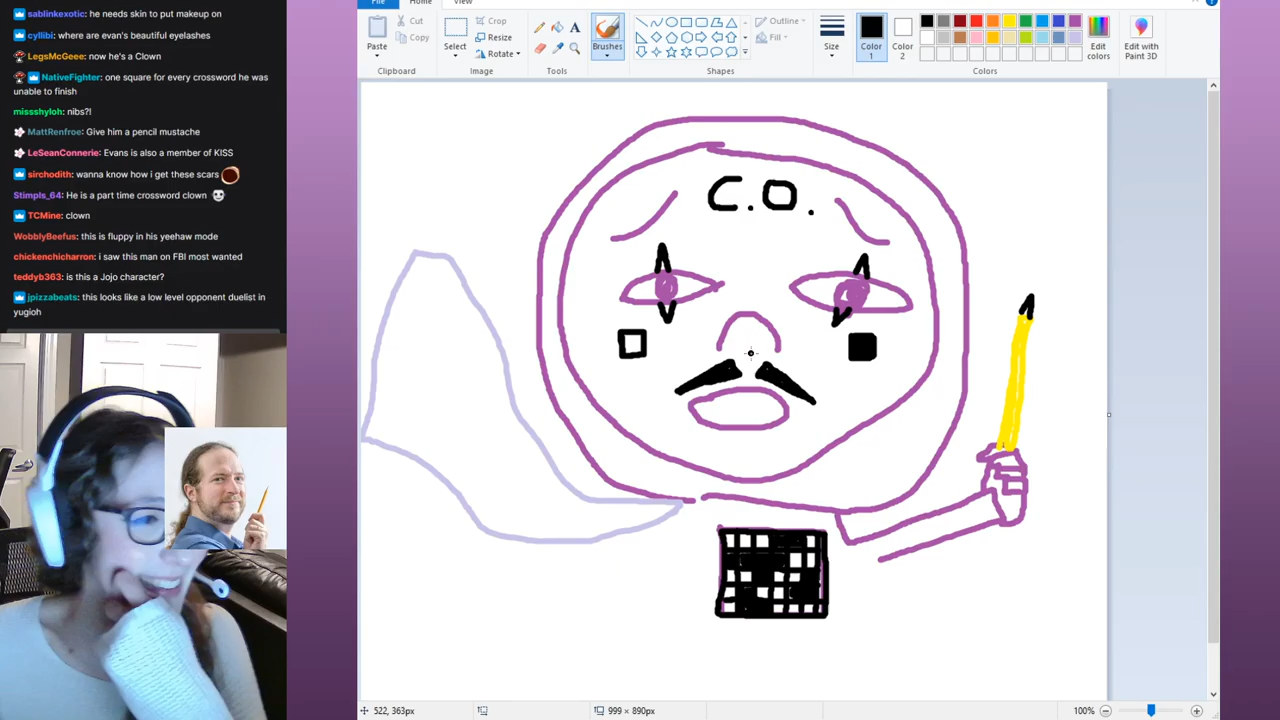 sablinkexotic: he needs skin to put makeup on
cyllibi: where are evan's beautiful eyelashes
LegsMcGeee: now he's a Clown
NativeFighter: one square for every crossword he was
unable to finish
missshyloh: nibs?!
MattRenfroe: Give him a pencil mustache
LeSeanConnerie: Evans is also a member of KISS
sirchodith: wanna know how i get these scars
Stimpls_64: He is a part time crossword clown
TCMine: clown
WobblyBeefus: this is fluppy in his yeehaw mode
chickenchicharron: i saw this man on FBI most wanted
teddyb363: is this a Jojo character?
jpizzabeats: this looks like a low level opponent duelist in
yugioh
File Home View
Paste
Cut
Copy
Clipboard
Select
Crop
Resize
Rotate
Image
A
Tools
Brushes
Outline
Fill
Shapes
Size
Color
1
Color
2
Edit
colors
Colors
Edit with
Paint 3D
C.O.
522, 363px
999 × 890px
100%